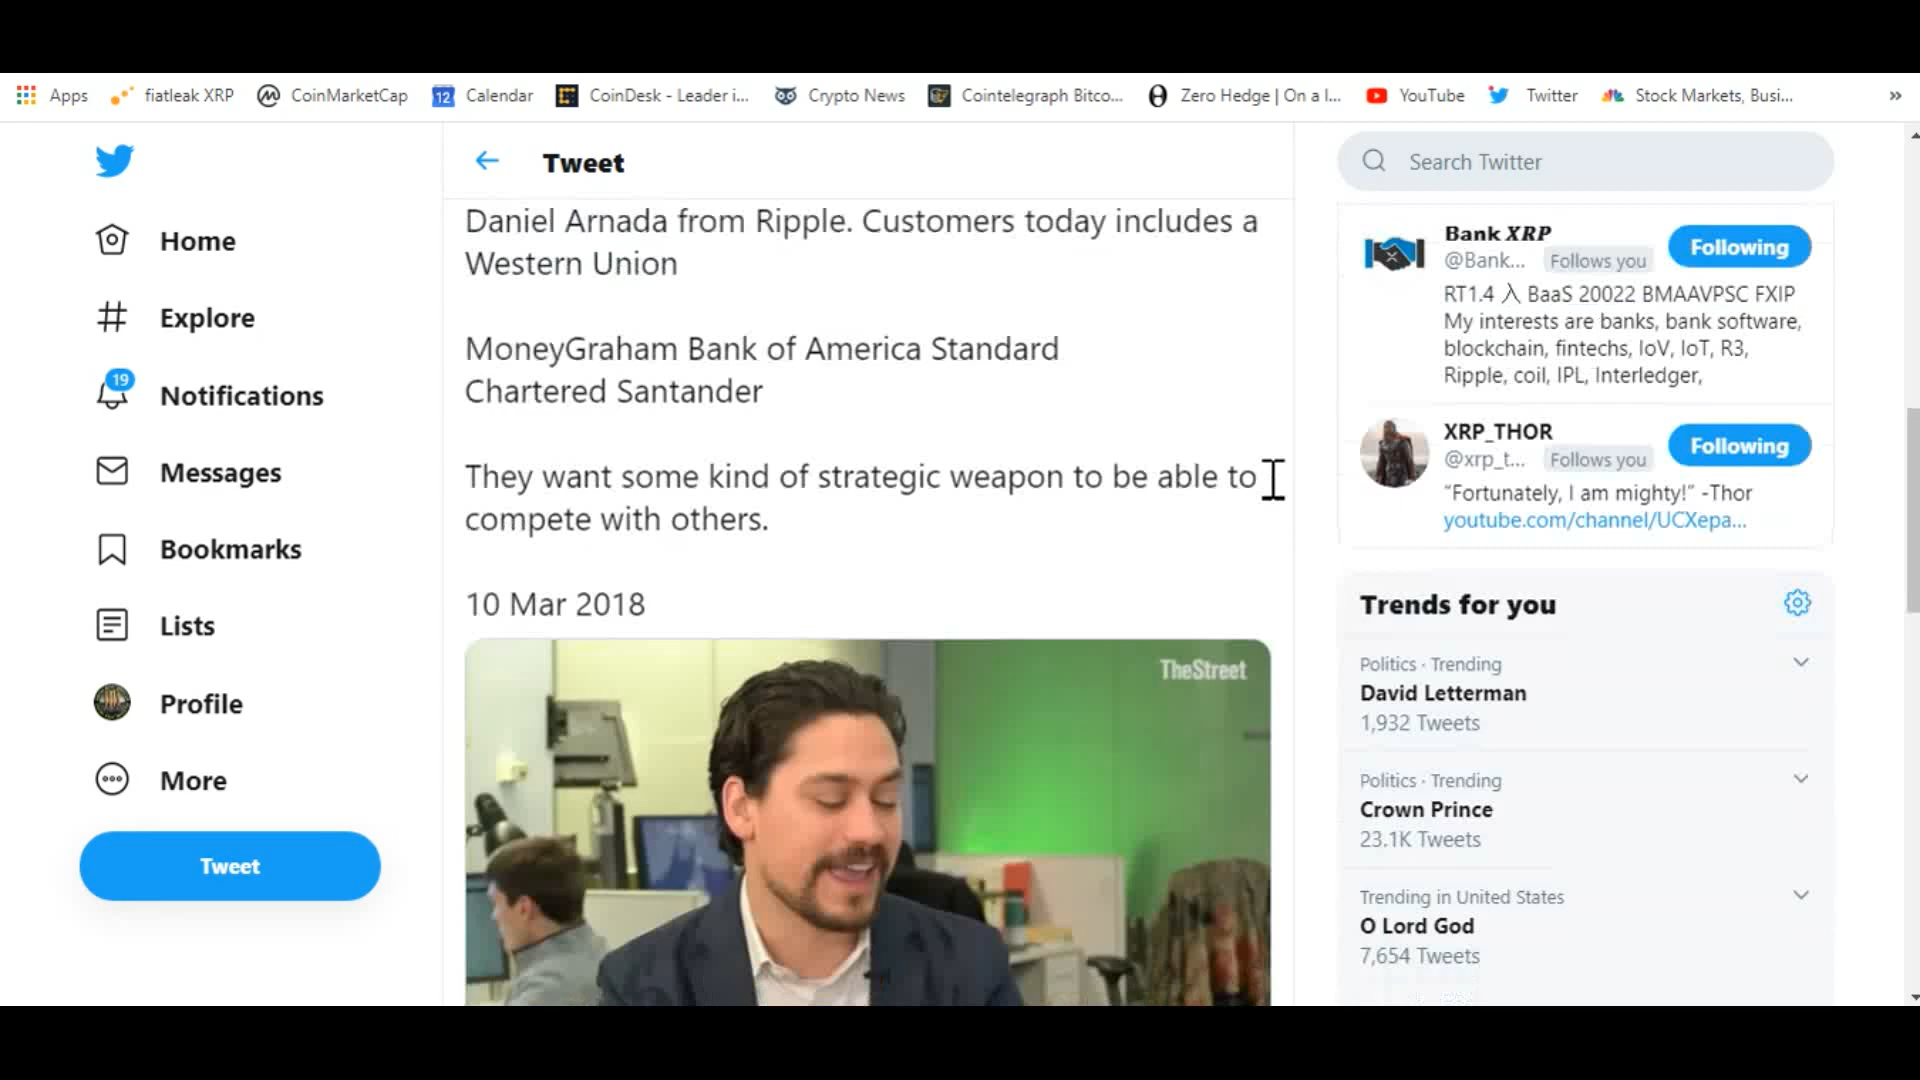 Apps
fiatleak XRP
CoinMarketCap
12
Calendar
CoinDesk - Leader i...
Crypto News
Cointelegraph Bitco...
Zero Hedge | On a l...
YouTube
Twitter
Stock Markets, Busi...
»
Home
Explore
19
Notifications
Messages
Bookmarks
Lists
Profile
More
Tweet
Tweet
Daniel Arnada from Ripple. Customers today includes a
Western Union
MoneyGraham Bank of America Standard
Chartered Santander
They want some kind of strategic weapon to be able to
compete with others.
10 Mar 2018
TheStreet
Search Twitter
Bank XRP
@Bank...
Follows you
Following
RT1.4 入 BaaS 20022 BMAAVPSC FXIP
My interests are banks, bank software,
blockchain, fintechs, IoV, IoT, R3,
Ripple, coil, IPL, Interledger,
XRP_THOR
@xrp_t...
Follows you
Following
“Fortunately, I am mighty!” -Thor
youtube.com/channel/UCXepa...
Trends for you
Politics · Trending
David Letterman
1,932 Tweets
Politics · Trending
Crown Prince
23.1K Tweets
Trending in United States
O Lord God
7,654 Tweets